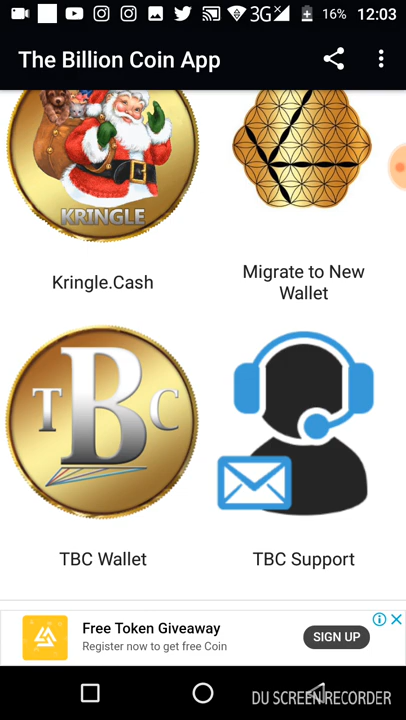 3G
16%
12:03
The Billion Coin App
KRINGLE
Kringle.Cash
Migrate to New
Wallet
T B C
TBC Wallet
TBC Support
Free Token Giveaway
Register now to get free Coin
SIGN UP
DU SCREEN RECORDER